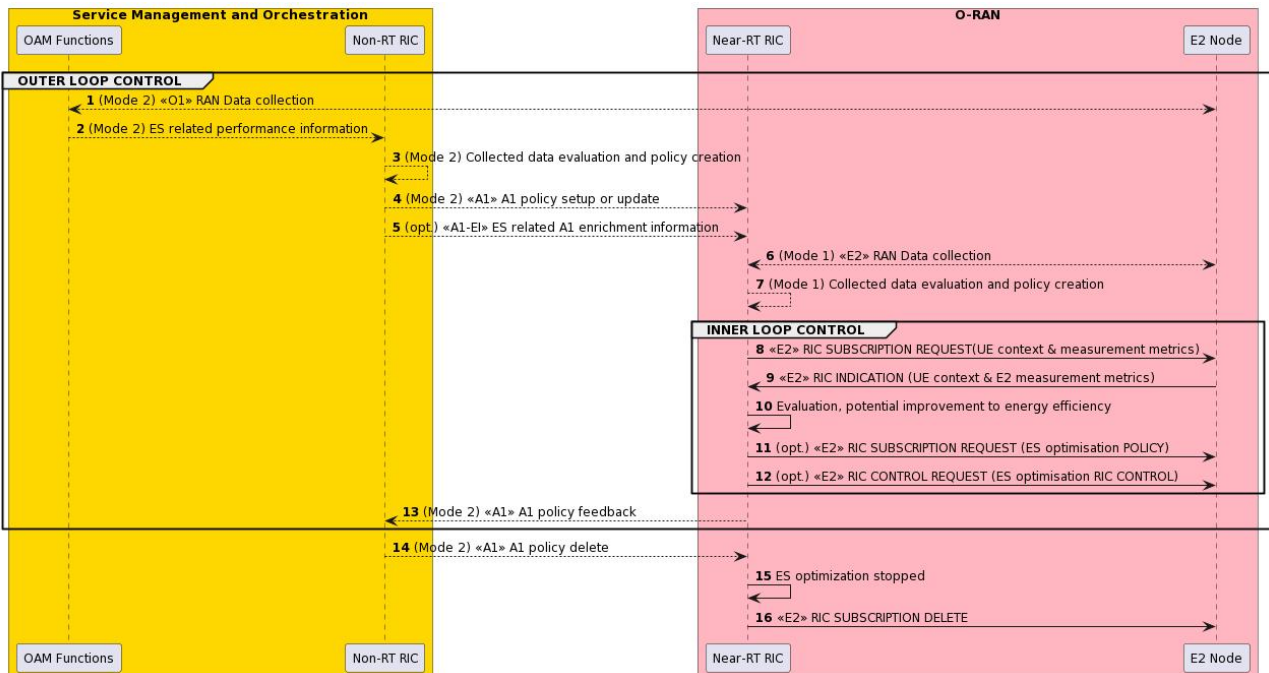 Service Management and Orchestration
O-RAN
OAM Functions
Non-RT RIC
Near-RT RIC
E2 Node
OUTER LOOP CONTROL
1 (Mode 2) «O1» RAN Data collection
2 (Mode 2) ES related performance information
3 (Mode 2) Collected data evaluation and policy creation
4 (Mode 2) «A1» A1 policy setup or update
5 (opt.) «A1-EI» ES related A1 enrichment information
6 (Mode 1) «E2» RAN Data collection
7 (Mode 1) Collected data evaluation and policy creation
INNER LOOP CONTROL
8 «E2» RIC SUBSCRIPTION REQUEST(UE context & measurement metrics)
9 «E2» RIC INDICATION (UE context & E2 measurement metrics)
10 Evaluation, potential improvement to energy efficiency
11 (opt.) «E2» RIC SUBSCRIPTION REQUEST (ES optimisation POLICY)
12 (opt.) «E2» RIC CONTROL REQUEST (ES optimisation RIC CONTROL)
13 (Mode 2) «A1» A1 policy feedback
14 (Mode 2) «A1» A1 policy delete
15 ES optimization stopped
16 «E2» RIC SUBSCRIPTION DELETE
OAM Functions
Non-RT RIC
Near-RT RIC
E2 Node